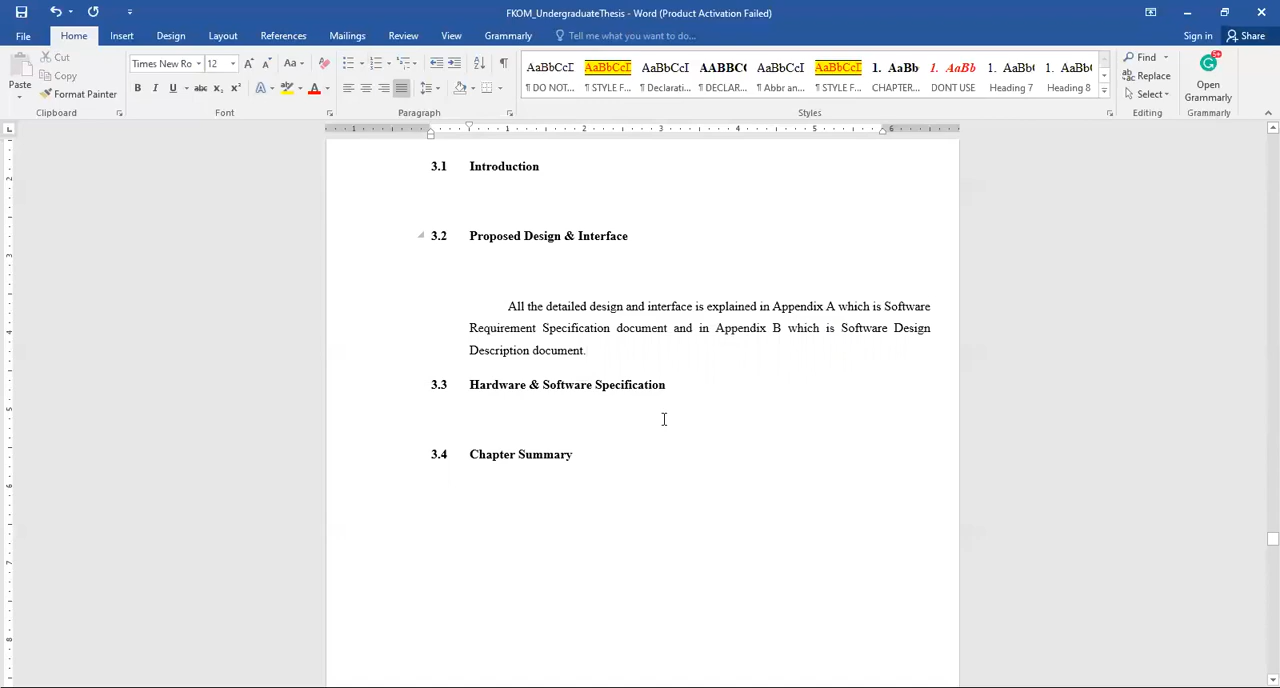 FKOM_UndergraduateThesis - Word (Product Activation Failed)
File Home Insert Design Layout References Mailings Review View Grammarly Tell me what you want to do... Sign in Share
Paste
Cut
Copy
Format Painter
Clipboard
Times New Ro 12
Font
Paragraph
AaBbCcI AaBbCcI AaBbCcI AABBC( AaBbCcI AaBbCcI 1. AaBb 1. AaBb 1. AaBb 1. AaBb
¶ DO NOT... ¶ STYLE F... ¶ Declarati... ¶ DECLAR... ¶ Abbr an... ¶ STYLE F... CHAPTER... DONT USE Heading 7 Heading 8
Styles
Find
Replace
Select
Editing
Open
Grammarly
Grammarly
3.1 Introduction
3.2 Proposed Design & Interface
All the detailed design and interface is explained in Appendix A which is Software
Requirement Specification document and in Appendix B which is Software Design
Description document.
3.3 Hardware & Software Specification
3.4 Chapter Summary